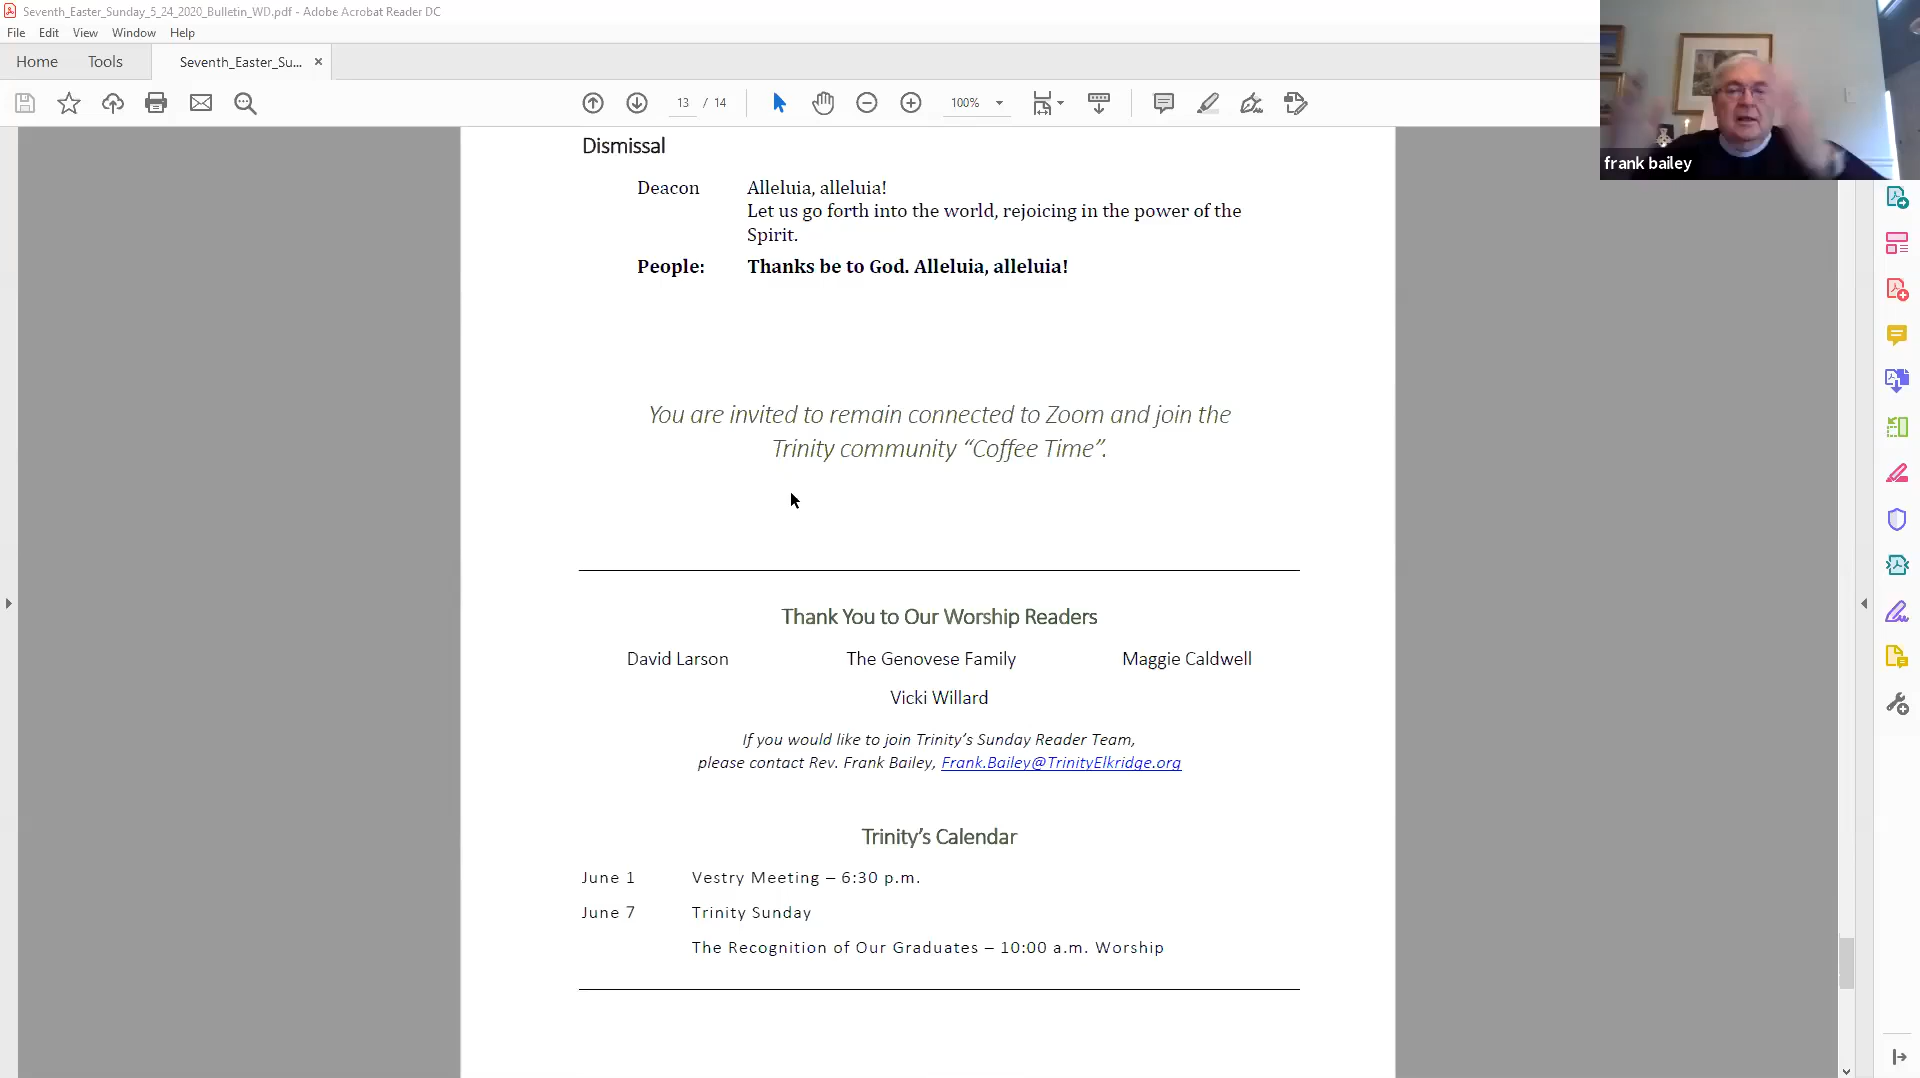 Seventh_Easter_Sunday_5_24_2020_Bulletin_WD.pdf - Adobe Acrobat Reader DC
File Edit View Window Help
Home Tools Seventh_Easter_Su... ×
13 / 14 100%
frank bailey
Dismissal
Deacon Alleluia, alleluia!
Let us go forth into the world, rejoicing in the power of the
Spirit.
People: Thanks be to God. Alleluia, alleluia!
You are invited to remain connected to Zoom and join the
Trinity community “Coffee Time”.
Thank You to Our Worship Readers
David Larson The Genovese Family Maggie Caldwell
Vicki Willard
If you would like to join Trinity’s Sunday Reader Team,
please contact Rev. Frank Bailey, Frank.Bailey@TrinityElkridge.org
Trinity’s Calendar
June 1 Vestry Meeting – 6:30 p.m.
June 7 Trinity Sunday
The Recognition of Our Graduates – 10:00 a.m. Worship